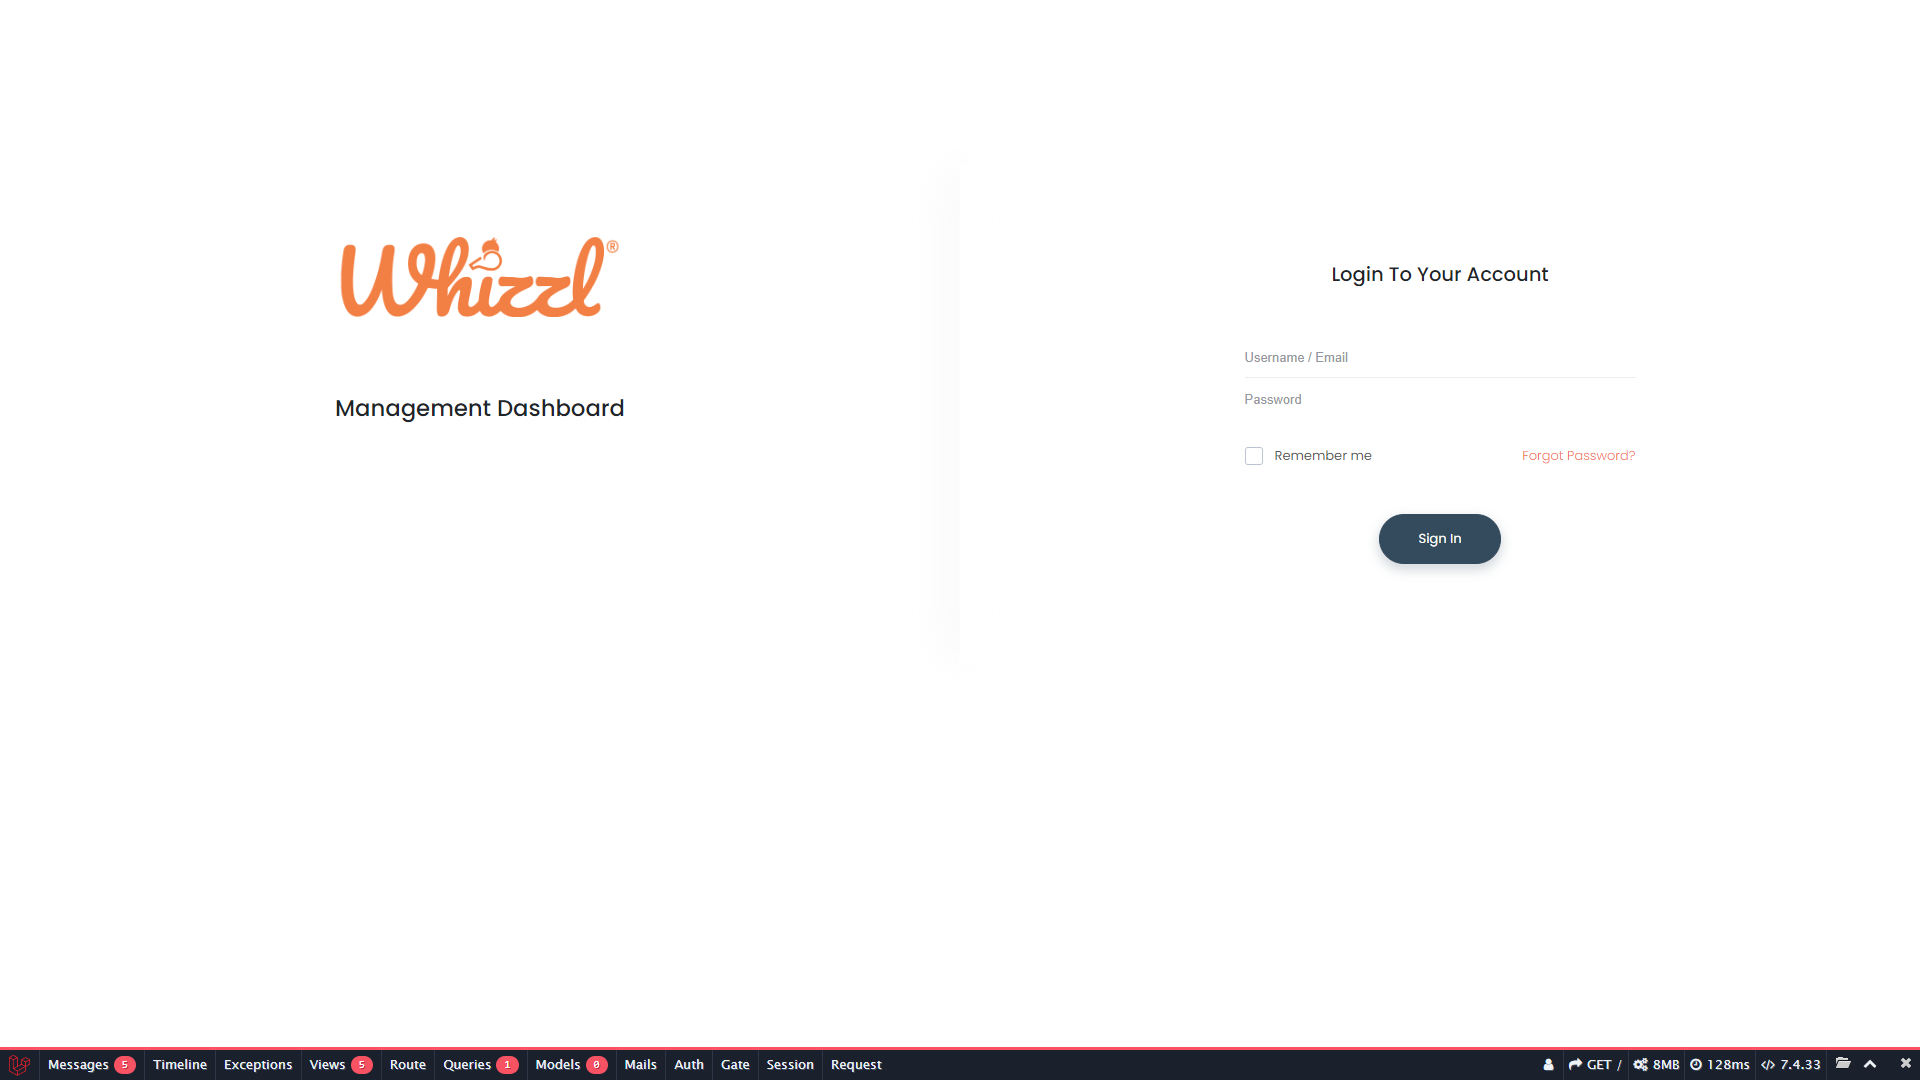 Whizzl®
Management Dashboard
Login To Your Account
Username / Email
Password
Remember me
Forgot Password?
Sign In
Messages 5 Timeline Exceptions Views 5 Route Queries 1 Models 0 Mails Auth Gate Session Request GET / 8MB 128ms 7.4.33